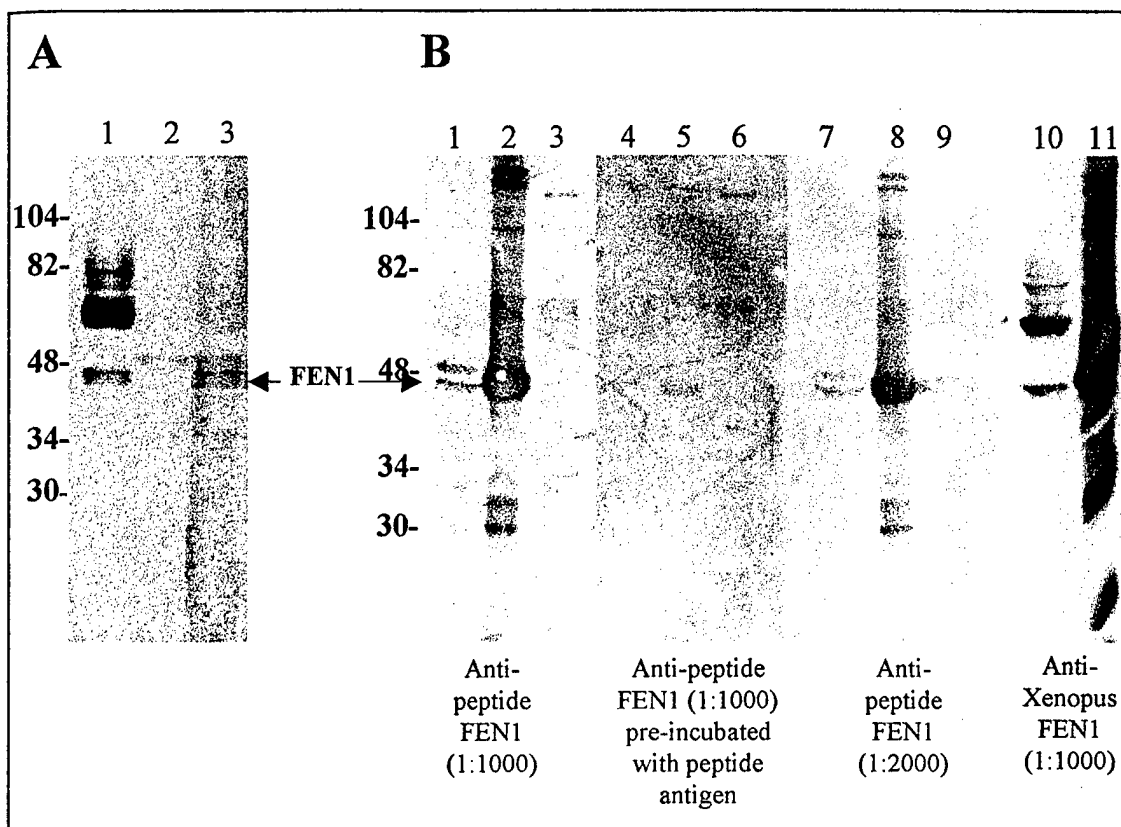 A
B
1 2 3
1 2 3 4 5 6 7 8 9 10 11
104-
82-
48-
34-
30-
FEN1
104-
82-
48-
34-
30-
Anti-
peptide
FEN1
(1:1000)
Anti-peptide
FEN1 (1:1000)
pre-incubated
with peptide
antigen
Anti-
peptide
FEN1
(1:2000)
Anti-
Xenopus
FEN1
(1:1000)